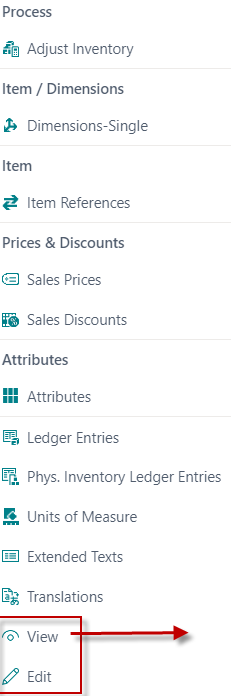 Process
Adjust Inventory
Item / Dimensions
Dimensions-Single
Item
Item References
Prices & Discounts
Sales Prices
Sales Discounts
Attributes
Attributes
Ledger Entries
Phys. Inventory Ledger Entries
Units of Measure
Extended Texts
Translations
View
Edit